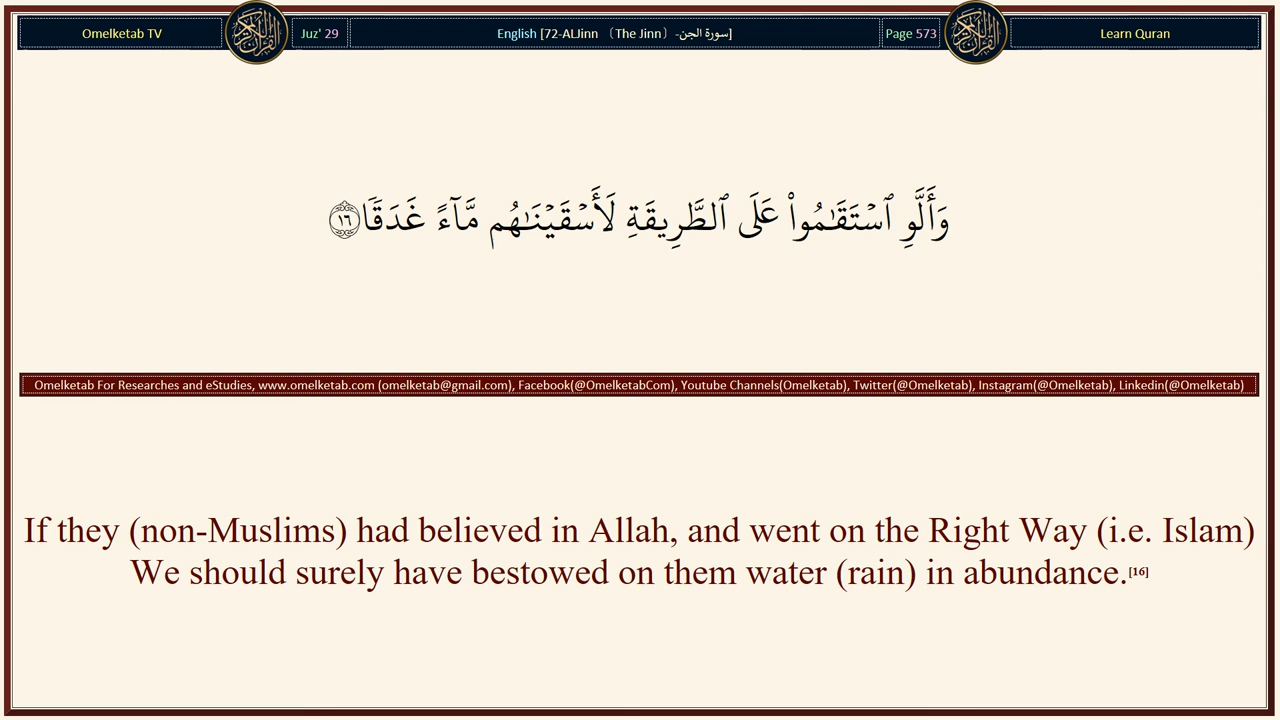 Omelketab TV
Juz' 29
English [72-ALJinn （The Jinn）-سورة الجن]
Page 573
Learn Quran
وَأَلَّوِ ٱسۡتَقَٰمُواْ عَلَى ٱلطَّرِيقَةِ لَأَسۡقَيۡنَٰهُم مَّآءً غَدَقٗا ١٦
Omelketab For Researches and eStudies, www.omelketab.com (omelketab@gmail.com), Facebook(@OmelketabCom), Youtube Channels(Omelketab), Twitter(@Omelketab), Instagram(@Omelketab), Linkedin(@Omelketab)
If they (non-Muslims) had believed in Allah, and went on the Right Way (i.e. Islam)
We should surely have bestowed on them water (rain) in abundance.[16]